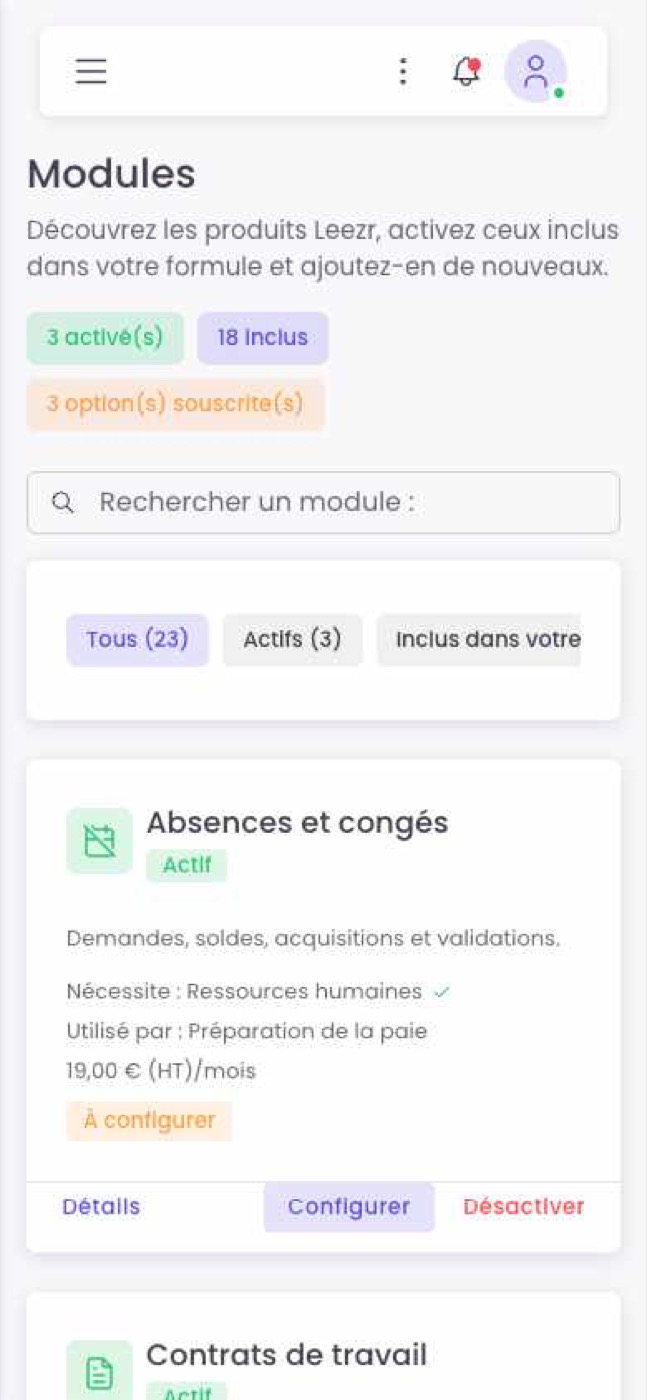 Modules
Découvrez les produits Leezr, activez ceux inclus
dans votre formule et ajoutez-en de nouveaux.
3 activé(s) 18 inclus
3 option(s) souscrite(s)
Rechercher un module :
Tous (23) Actifs (3) Inclus dans votre
Absences et congés
Actif
Demandes, soldes, acquisitions et validations.
Nécessite : Ressources humaines
Utilisé par : Préparation de la paie
19,00 € (HT)/mois
À configurer
Détails Configurer Désactiver
Contrats de travail
Actif